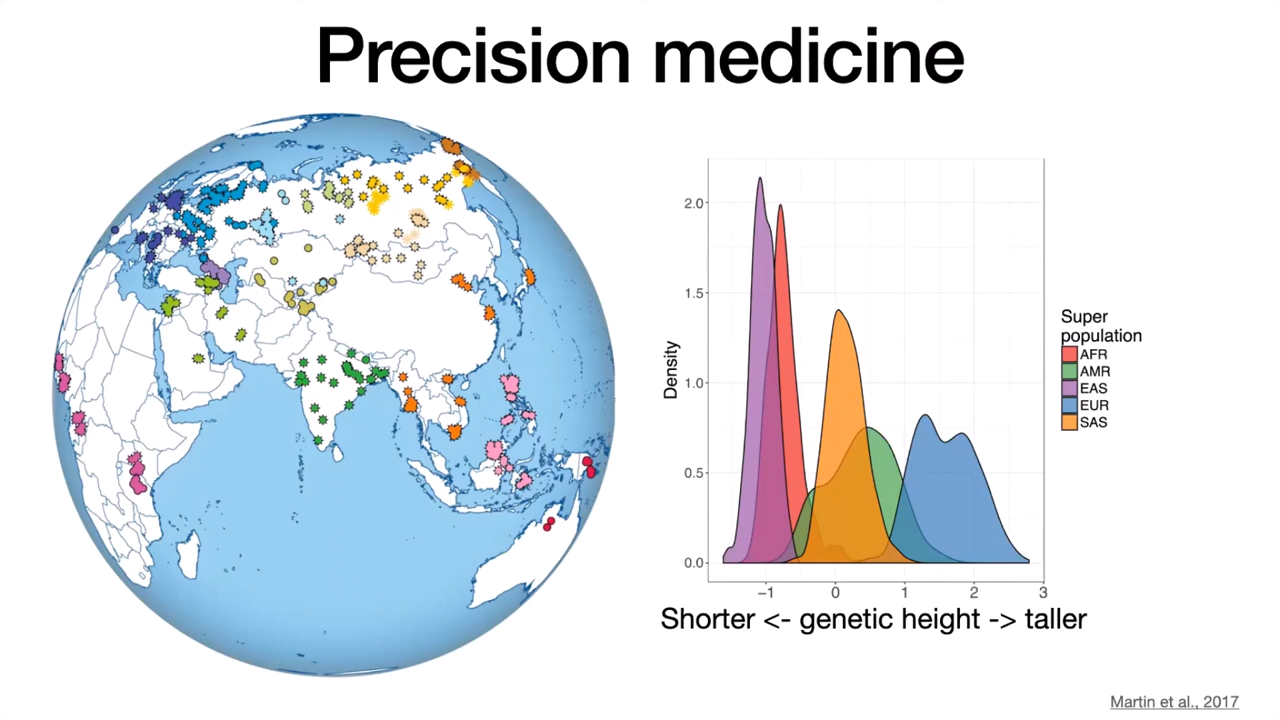 Precision medicine
2.0
1.5
1.0
0.5
0.0
Density
−1 0 1 2 3
Shorter <- genetic height -> taller
Super
population
AFR
AMR
EAS
EUR
SAS
Martin et al., 2017